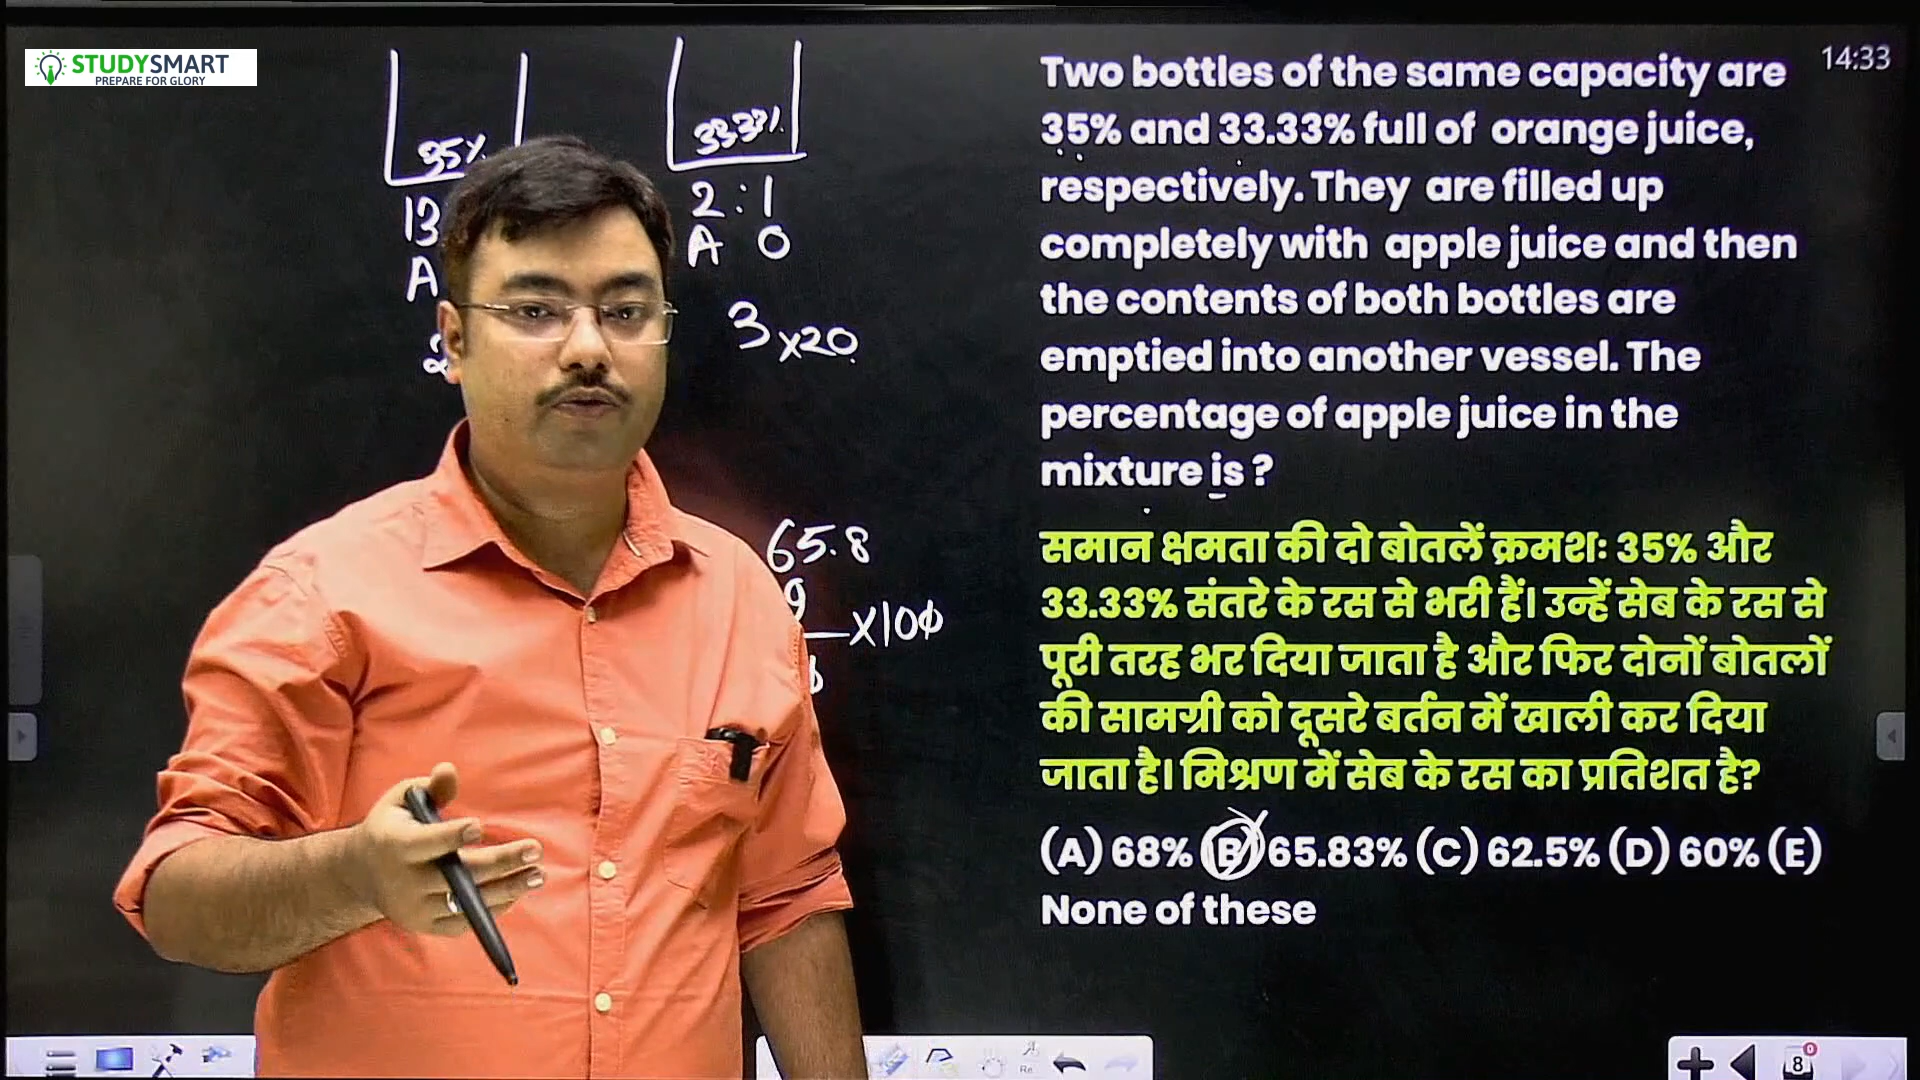 STUDYSMART
PREPARE FOR GLORY
14:33
35%
33.33%
13
2 : 1
A
A O
3 x20
65.8
9
x100
Two bottles of the same capacity are
35% and 33.33% full of orange juice,
respectively. They are filled up
completely with apple juice and then
the contents of both bottles are
emptied into another vessel. The
percentage of apple juice in the
mixture is ?
समान क्षमता की दो बोतलें क्रमशः 35% और
33.33% संतरे के रस से भरी हैं। उन्हें सेब के रस से
पूरी तरह भर दिया जाता है और फिर दोनों बोतलों
की सामग्री को दूसरे बर्तन में खाली कर दिया
जाता है। मिश्रण में सेब के रस का प्रतिशत है?
(A) 68% (B) 65.83% (C) 62.5% (D) 60% (E)
None of these
8
0